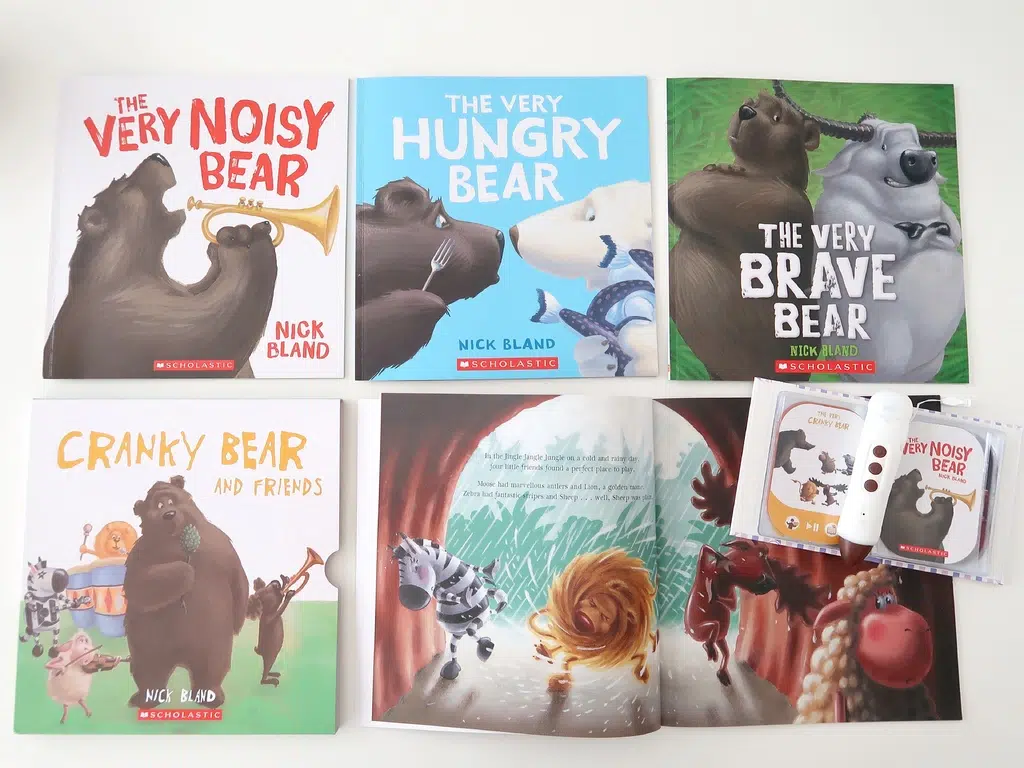 THE
VERY NOISY
BEAR
NICK
BLAND
SCHOLASTIC
THE VERY
HUNGRY
BEAR
NICK BLAND
SCHOLASTIC
THE VERY
BRAVE
BEAR
NICK BLAND
SCHOLASTIC
CRANKY BEAR
AND FRIENDS
NICK BLAND
SCHOLASTIC
In the Jingle Jangle Jungle on a cold and rainy day,
four little friends found a perfect place to play.
Moose had marvellous antlers and Lion, a golden mane.
Zebra had fantastic stripes and Sheep . . . well, Sheep was
THE VERY
CRANKY BEAR
THE
VERY NOISY
BEAR
NICK BLAND
SCHOLASTIC